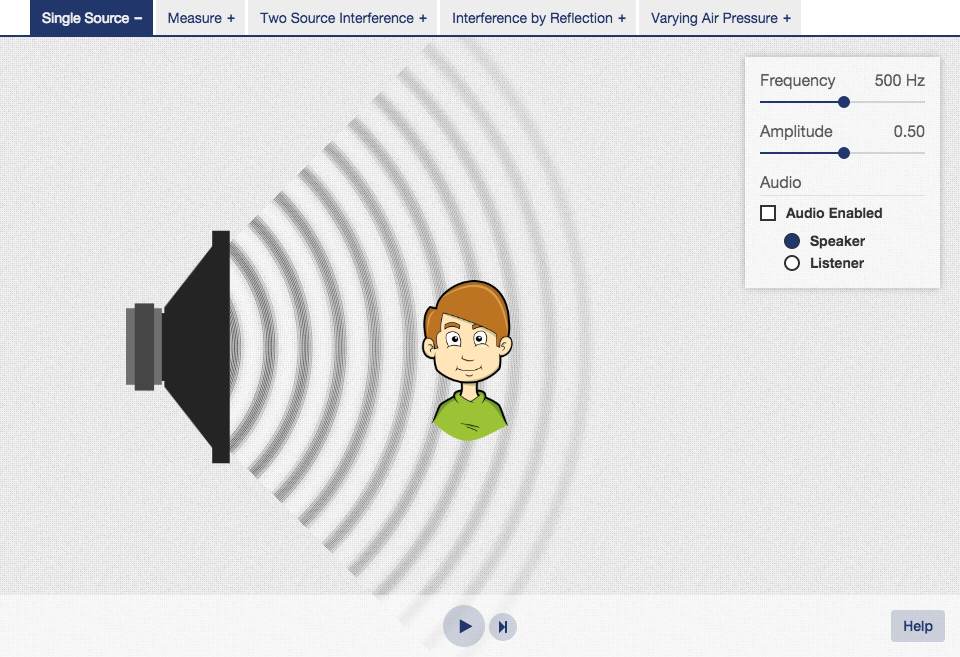 Single Source − Measure + Two Source Interference + Interference by Reflection + Varying Air Pressure +
Frequency 500 Hz
Amplitude 0.50
Audio
Audio Enabled
Speaker
Listener
Help